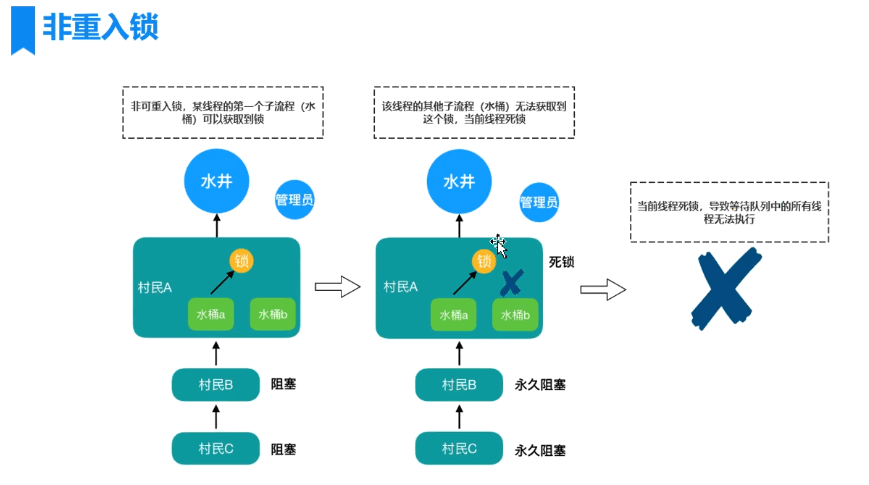 非重入锁
非可重入锁，某线程的第一个子流程（水
桶）可以获取到锁
该线程的其他子流程（水桶）无法获取到
这个锁，当前线程死锁
水井
管理员
水井
管理员
当前线程死锁，导致等待队列中的所有线
程无法执行
锁
村民A
水桶a
水桶b
锁
死锁
村民A
水桶a
水桶b
村民B
阻塞
村民B
永久阻塞
村民C
阻塞
村民C
永久阻塞